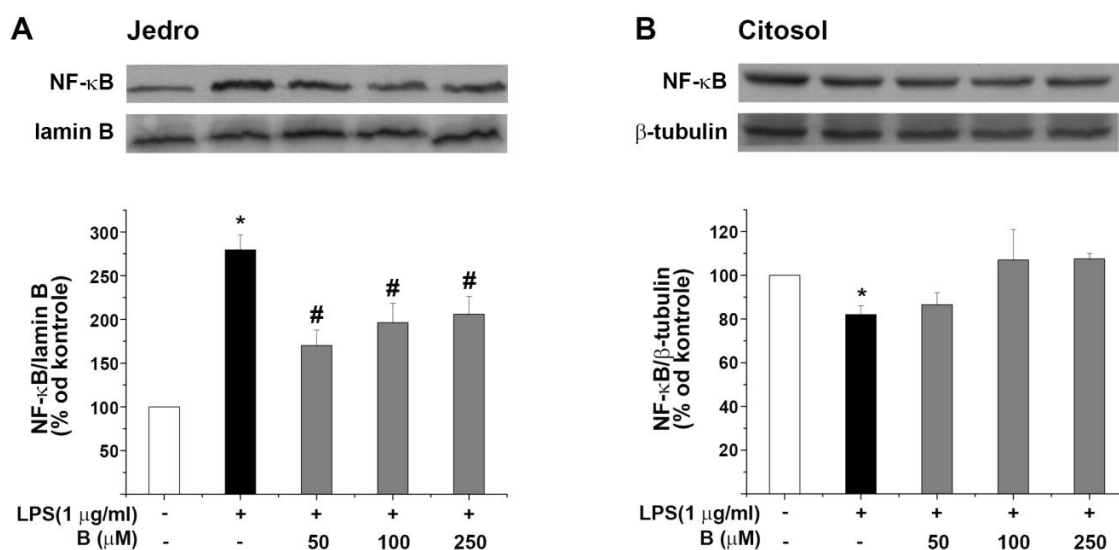 A Jedro
NF-κB
lamin B
NF-κB/lamin B
(% od kontrole)
300
250
200
150
100
50
*
#
#
#
LPS(1 μg/ml) - + + + +
B (μM) - - 50 100 250
B Citosol
NF-κB
β-tubulin
NF-κB/β-tubulin
(% od kontrole)
120
100
80
60
40
20
*
LPS(1 μg/ml) - + + + +
B (μM) - - 50 100 250